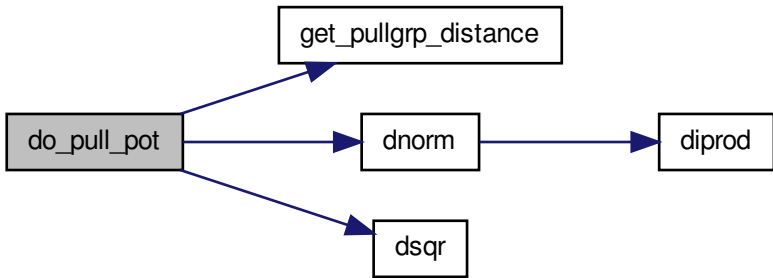 get_pullgrp_distance
do_pull_pot
dnorm
diprod
dsqr